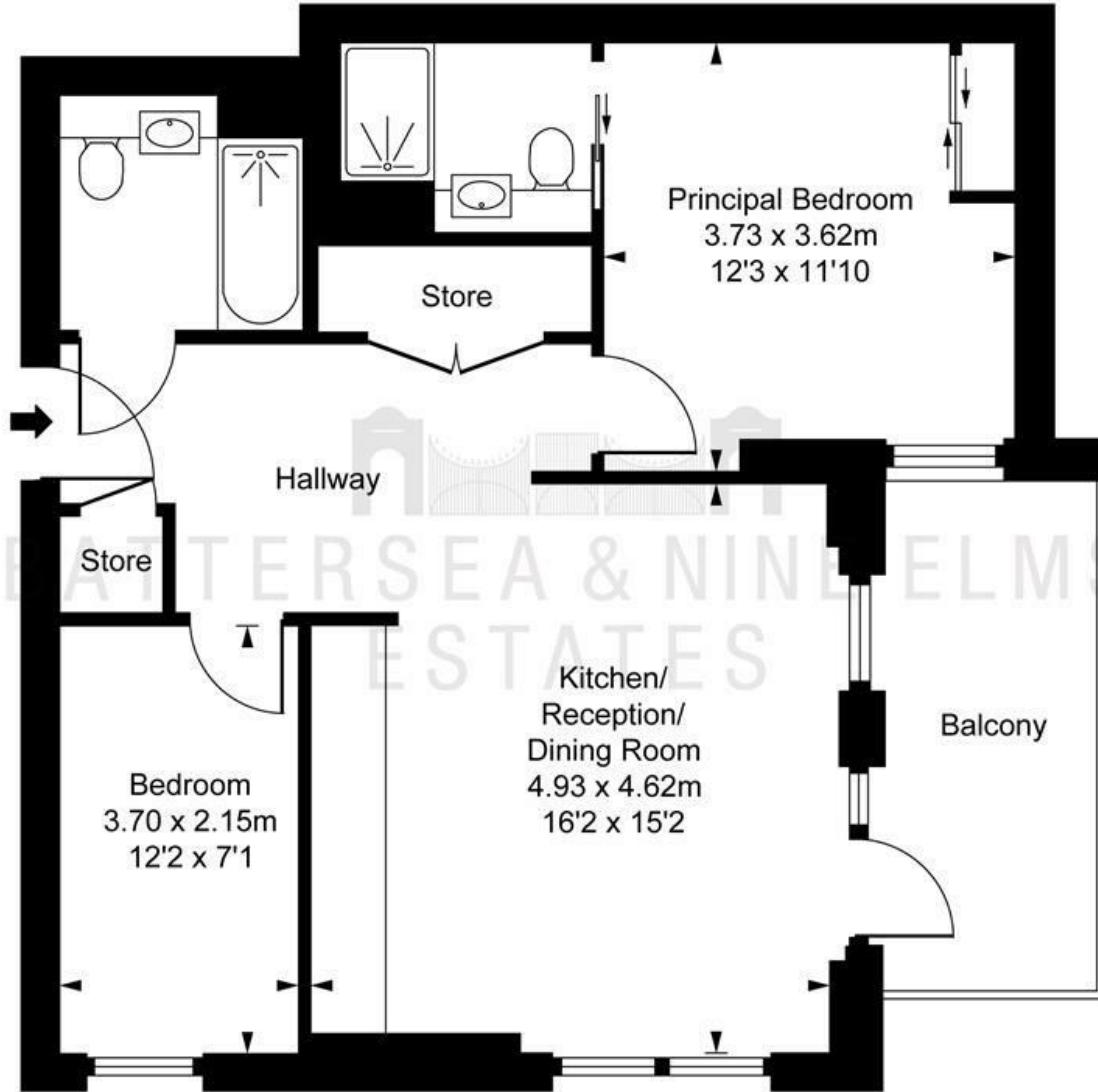 Principal Bedroom
3.73 x 3.62m
12'3 x 11'10
Store
Hallway
BATTERSEA & NINE ELMS
ESTATES
Store
Kitchen/
Reception/
Dining Room
4.93 x 4.62m
16'2 x 15'2
Balcony
Bedroom
3.70 x 2.15m
12'2 x 7'1